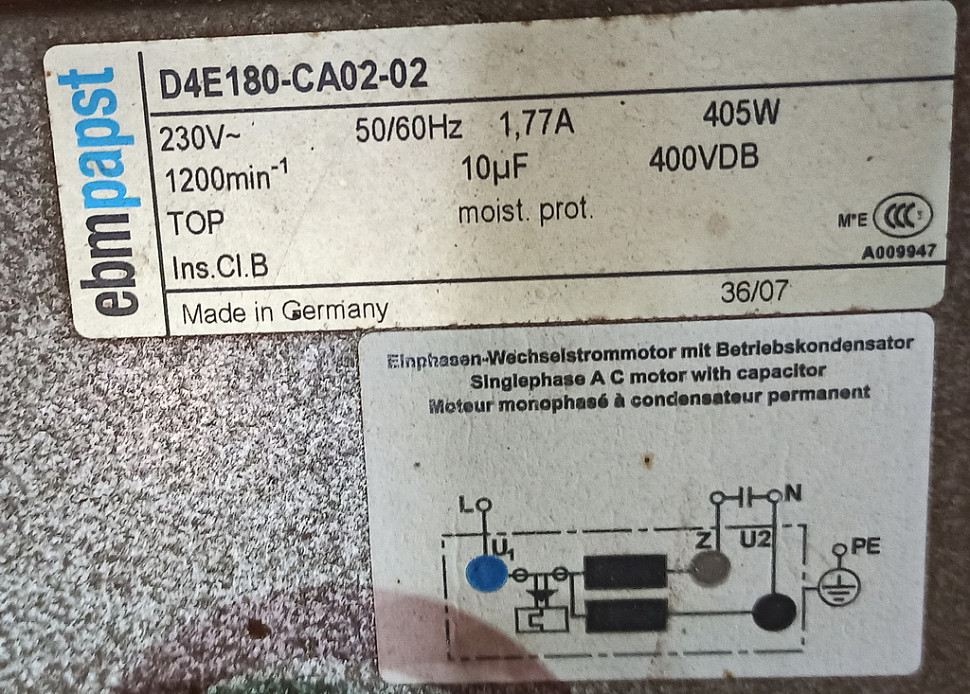 ebmpapst
D4E180-CA02-02
230V~ 50/60Hz 1,77A 405W
1200min-1 10µF 400VDB
TOP moist. prot.
Ins.Cl.B
M*E CCC
A009947
Made in Germany 36/07
Einphasen-Wechselstrommotor mit Betriebskondensator
Singlephase A C motor with capacitor
Moteur monophasé à condensateur permanent
L N
U1 Z U2 PE